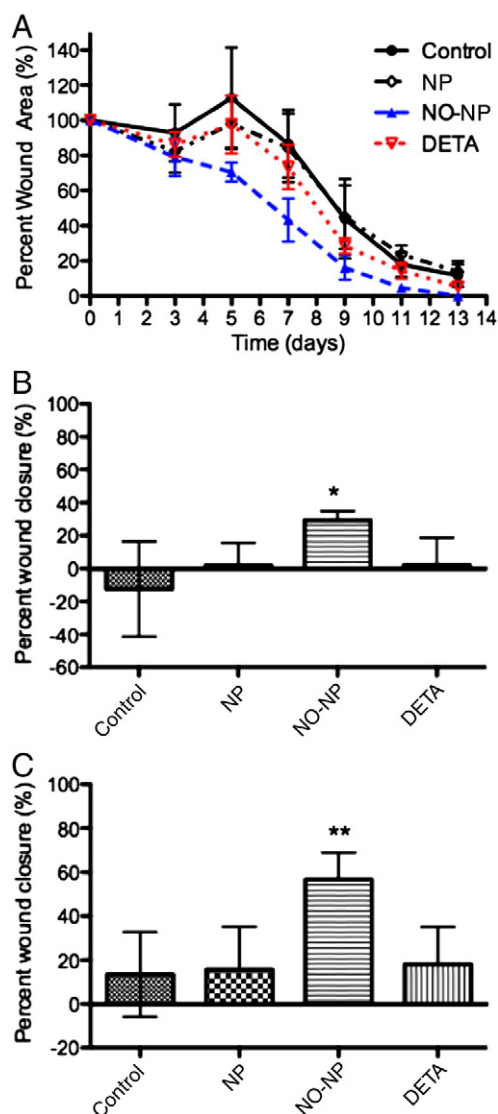 A
Percent Wound Area (%)
140
120
100
80
60
40
20
0
0 1 2 3 4 5 6 7 8 9 10 11 12 13 14
Time (days)
Control
NP
NO-NP
DETA
B
Percent wound closure (%)
100
80
60
40
20
0
-20
-40
-60
*
Control NP NO-NP DETA
C
Percent wound closure (%)
100
80
60
40
20
0
-20
**
Control NP NO-NP DETA